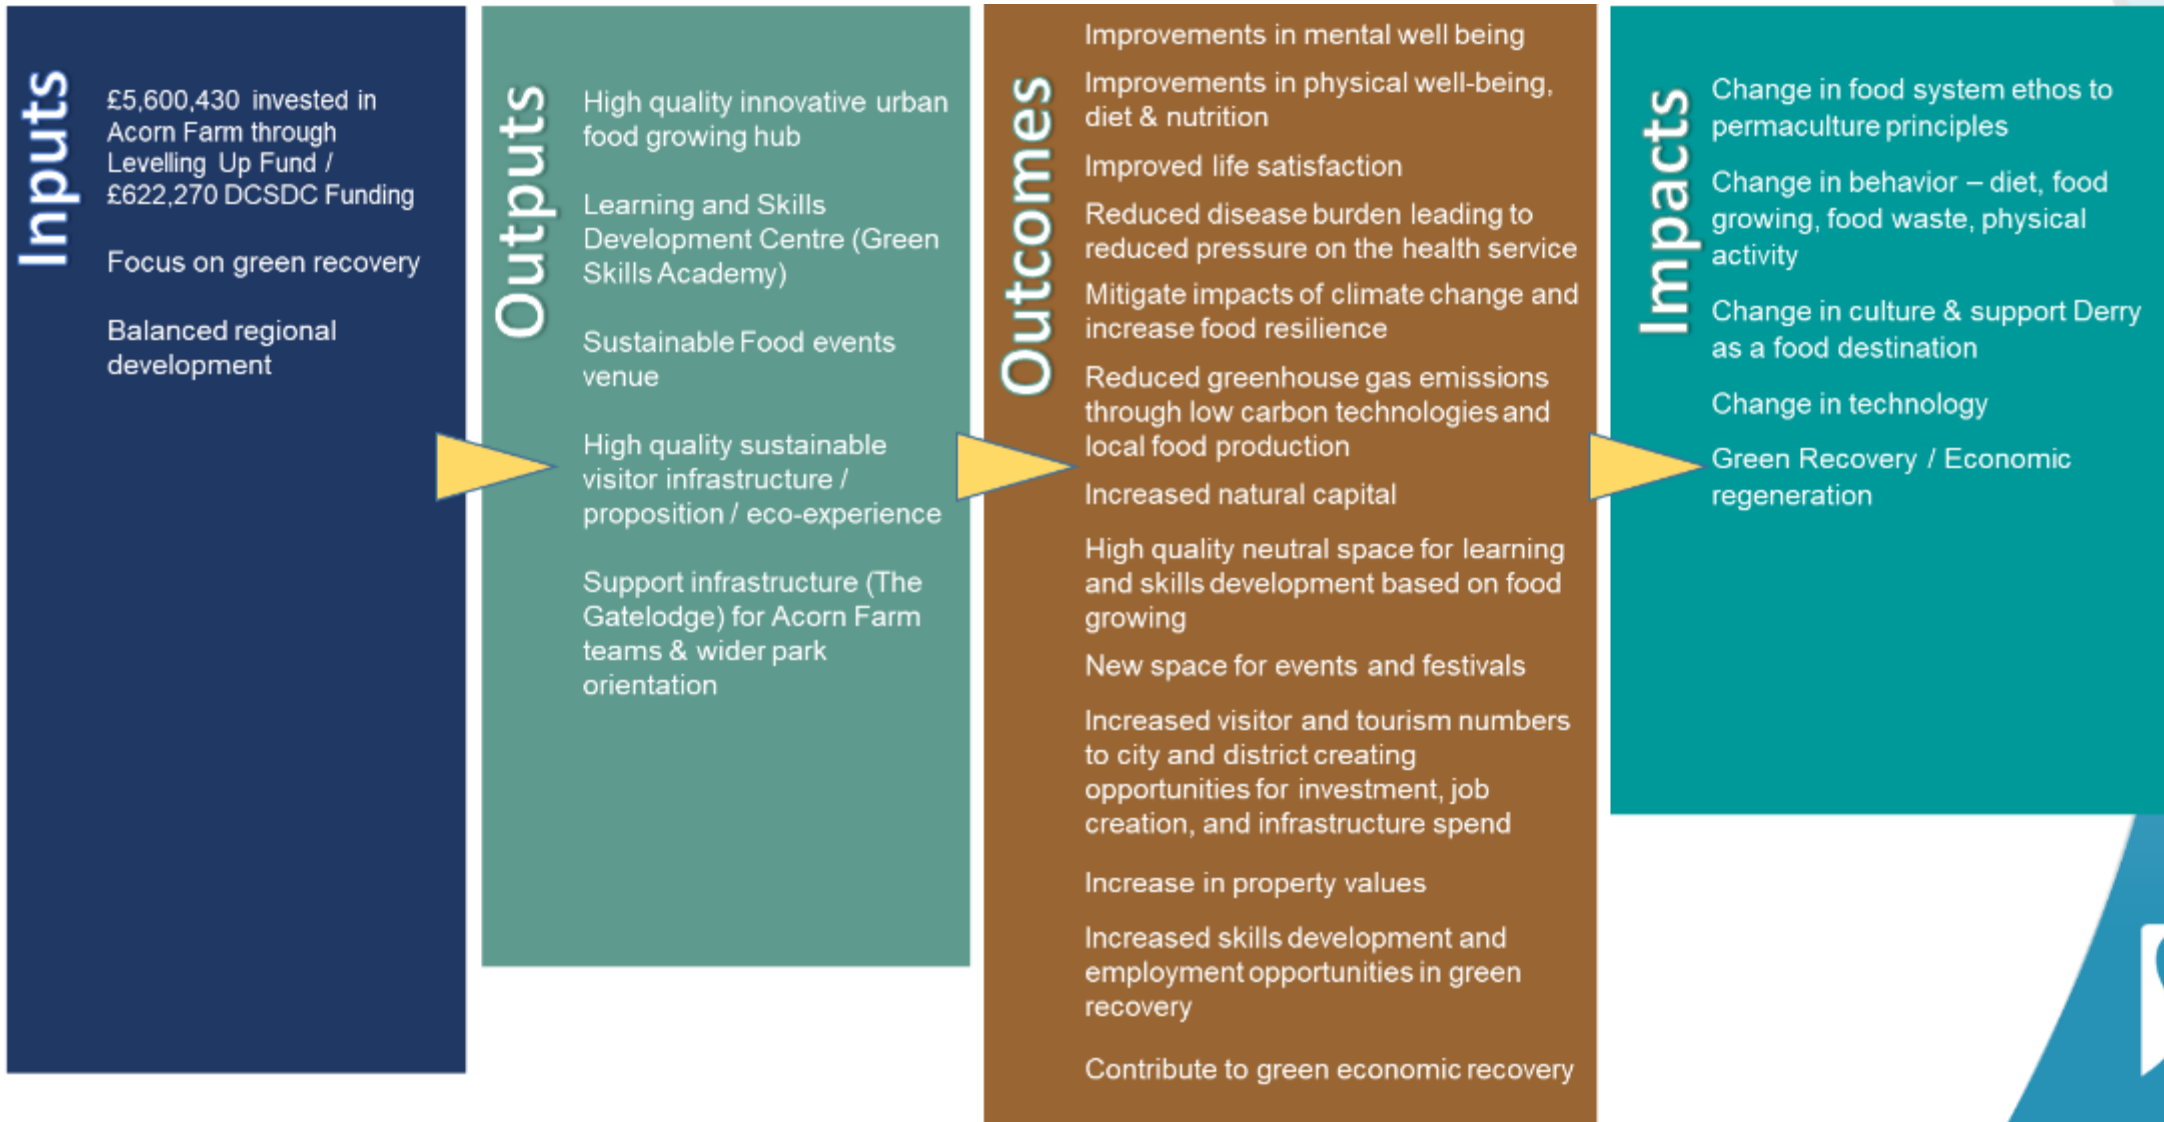 Inputs
£5,600,430 invested in
Acorn Farm through
Levelling Up Fund /
£622,270 DCSDC Funding
Focus on green recovery
Balanced regional
development
Outputs
High quality innovative urban
food growing hub
Learning and Skills
Development Centre (Green
Skills Academy)
Sustainable Food events
venue
High quality sustainable
visitor infrastructure /
proposition / eco-experience
Support infrastructure (The
Gatelodge) for Acorn Farm
teams & wider park
orientation
Outcomes
Improvements in mental well being
Improvements in physical well-being,
diet & nutrition
Improved life satisfaction
Reduced disease burden leading to
reduced pressure on the health service
Mitigate impacts of climate change and
increase food resilience
Reduced greenhouse gas emissions
through low carbon technologies and
local food production
Increased natural capital
High quality neutral space for learning
and skills development based on food
growing
New space for events and festivals
Increased visitor and tourism numbers
to city and district creating
opportunities for investment, job
creation, and infrastructure spend
Increase in property values
Increased skills development and
employment opportunities in green
recovery
Contribute to green economic recovery
Impacts
Change in food system ethos to
permaculture principles
Change in behavior – diet, food
growing, food waste, physical
activity
Change in culture & support Derry
as a food destination
Change in technology
Green Recovery / Economic
regeneration